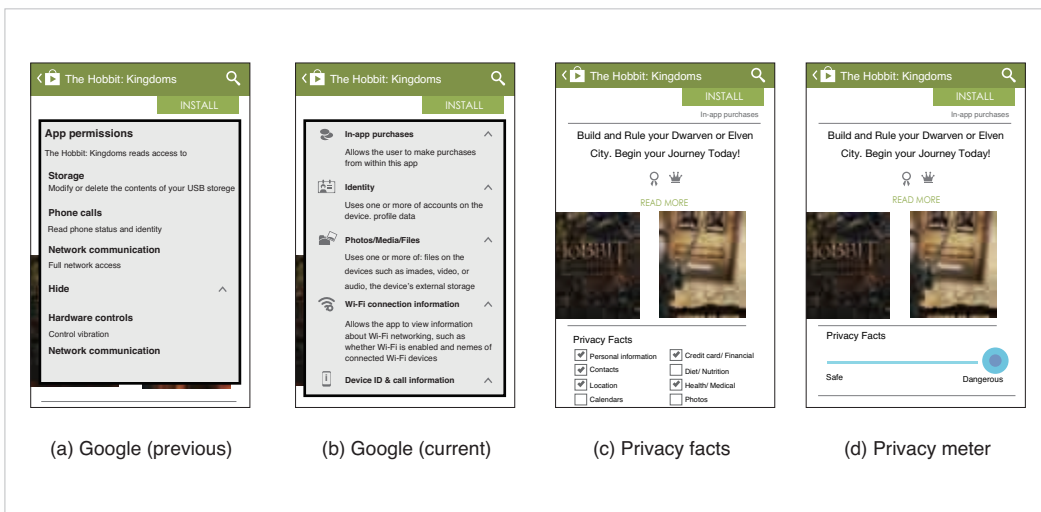 The Hobbit: Kingdoms
INSTALL
App permissions
The Hobbit: Kingdoms reads access to
Storage
Modify or delete the contents of your USB storege
Phone calls
Read phone status and identity
Network communication
Full network access
Hide
Hardware controls
Control vibration
Network communication
(a) Google (previous)
The Hobbit: Kingdoms
INSTALL
In-app purchases
Allows the user to make purchases
from within this app
Identity
Uses one or more of accounts on the
device. profile data
Photos/Media/Files
Uses one or more of: files on the
devices such as imades, video, or
audio, the device's external storage
Wi-Fi connection information
Allows the app to view information
about Wi-Fi networking, such as
whether Wi-Fi is enabled and nemes of
connected Wi-Fi devices
Device ID & call information
(b) Google (current)
The Hobbit: Kingdoms
INSTALL
In-app purchases
Build and Rule your Dwarven or Elven
City. Begin your Journey Today!
READ MORE
HOBBIT
Privacy Facts
Personal information
Credit card/ Financial
Contacts
Diet/ Nutrition
Location
Health/ Medical
Calendars
Photos
(c) Privacy facts
The Hobbit: Kingdoms
INSTALL
In-app purchases
Build and Rule your Dwarven or Elven
City. Begin your Journey Today!
READ MORE
HOBBIT
Privacy Facts
Safe
Dangerous
(d) Privacy meter